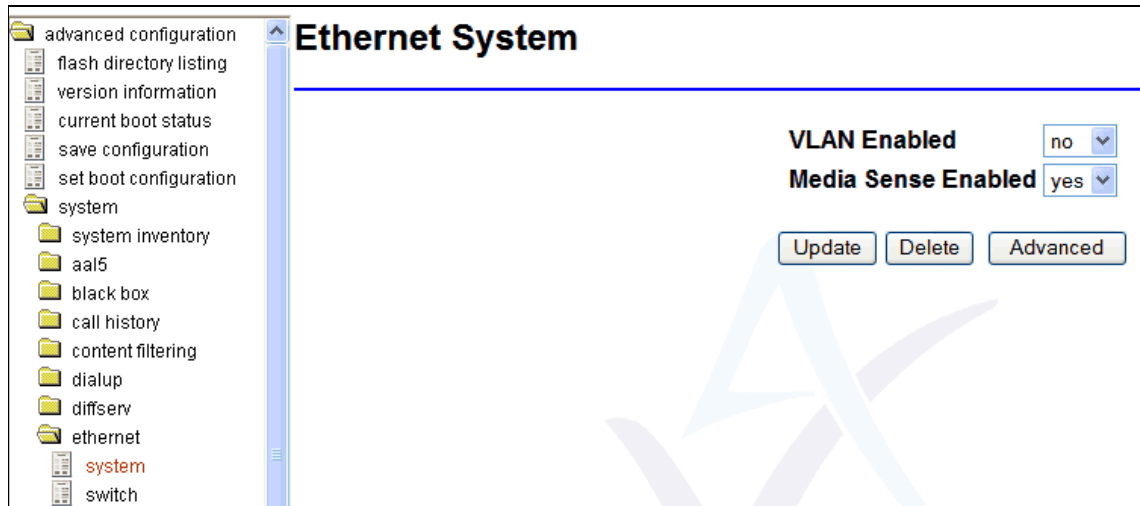 advanced configuration
flash directory listing
version information
current boot status
save configuration
set boot configuration
system
system inventory
aal5
black box
call history
content filtering
dialup
diffserv
ethernet
system
switch
Ethernet System
VLAN Enabled no
Media Sense Enabled yes
Update Delete Advanced